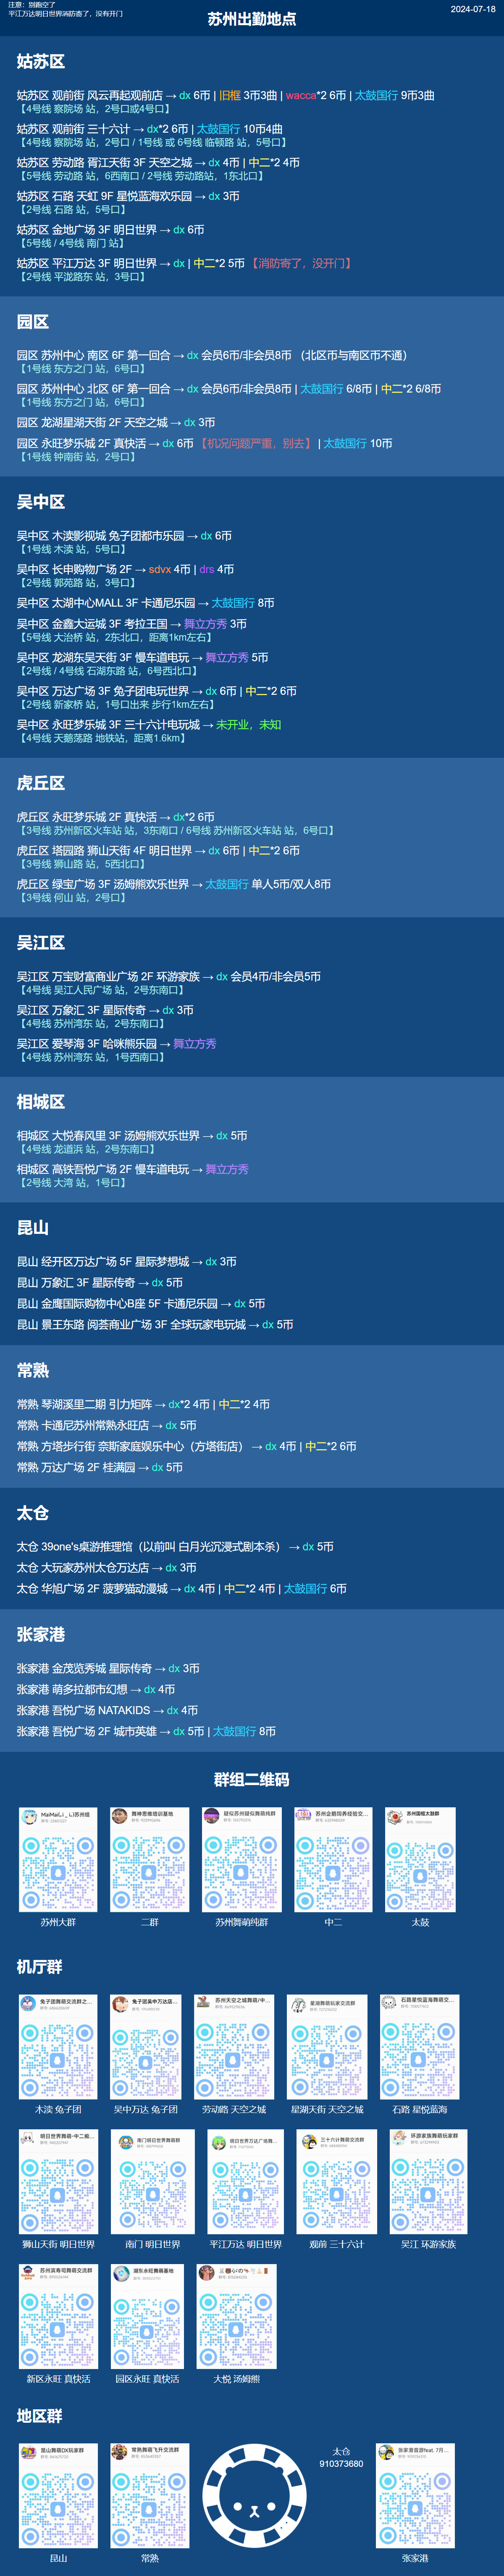 注意：别跑空了
平江万达明日世界消防寄了，没有开门
苏州出勤地点
2024-07-18
姑苏区
姑苏区 观前街 风云再起观前店 → dx 6币 | 旧框 3币3曲 | wacca*2 6币 | 太鼓国行 9币3曲
【4号线 察院场 站，2号口或4号口】
姑苏区 观前街 三十六计 → dx*2 6币 | 太鼓国行 10币4曲
【4号线 察院场 站，2号口 / 1号线 或 6号线 临顿路 站，5号口】
姑苏区 劳动路 胥江天街 3F 天空之城 → dx 4币 | 中二*2 4币
【5号线 劳动路 站，6西南口 / 2号线 劳动路站，1东北口】
姑苏区 石路 天虹 9F 星悦蓝海欢乐园 → dx 3币
【2号线 石路 站，5号口】
姑苏区 金地广场 3F 明日世界 → dx 6币
【5号线 / 4号线 南门 站】
姑苏区 平江万达 3F 明日世界 → dx | 中二*2 5币 【消防寄了，没开门】
【2号线 平泷路东 站，3号口】
园区
园区 苏州中心 南区 6F 第一回合 → dx 会员6币/非会员8币 （北区币与南区币不通）
【1号线 东方之门 站，6号口】
园区 苏州中心 北区 6F 第一回合 → dx 会员6币/非会员8币 | 太鼓国行 6/8币 | 中二*2 6/8币
【1号线 东方之门 站，6号口】
园区 龙湖星湖天街 2F 天空之城 → dx 3币
园区 永旺梦乐城 2F 真快活 → dx 6币 【机况问题严重，别去】 | 太鼓国行 10币
【1号线 钟南街 站，2号口】
吴中区
吴中区 木渎影视城 兔子团都市乐园 → dx 6币
【1号线 木渎 站，5号口】
吴中区 长申购物广场 2F → sdvx 4币 | drs 4币
【2号线 郭苑路 站，3号口】
吴中区 太湖中心MALL 3F 卡通尼乐园 → 太鼓国行 8币
吴中区 金鑫大运城 3F 考拉王国 → 舞立方秀 3币
【5号线 大治桥 站，2东北口，距离1km左右】
吴中区 龙湖东吴天街 3F 慢车道电玩 → 舞立方秀 5币
【2号线 / 4号线 石湖东路 站，6号西北口】
吴中区 万达广场 3F 兔子团电玩世界 → dx 6币 | 中二*2 6币
【2号线 新家桥 站，1号口出来 步行1km左右】
吴中区 永旺梦乐城 3F 三十六计电玩城 → 未开业，未知
【4号线 天鹅荡路 地铁站，距离1.6km】
虎丘区
虎丘区 永旺梦乐城 2F 真快活 → dx*2 6币
【3号线 苏州新区火车站 站，3东南口 / 6号线 苏州新区火车站 站，6号口】
虎丘区 塔园路 狮山天街 4F 明日世界 → dx 6币 | 中二*2 6币
【3号线 狮山路 站，5西北口】
虎丘区 绿宝广场 3F 汤姆熊欢乐世界 → 太鼓国行 单人5币/双人8币
【3号线 何山 站，2号口】
吴江区
吴江区 万宝财富商业广场 2F 环游家族 → dx 会员4币/非会员5币
【4号线 吴江人民广场 站，2号东南口】
吴江区 万象汇 3F 星际传奇 → dx 3币
【4号线 苏州湾东 站，2号东南口】
吴江区 爱琴海 3F 哈咪熊乐园 → 舞立方秀
【4号线 苏州湾东 站，1号西南口】
相城区
相城区 大悦春风里 3F 汤姆熊欢乐世界 → dx 5币
【4号线 龙道浜 站，2号东南口】
相城区 高铁吾悦广场 2F 慢车道电玩 → 舞立方秀
【2号线 大湾 站，1号口】
昆山
昆山 经开区万达广场 5F 星际梦想城 → dx 3币
昆山 万象汇 3F 星际传奇 → dx 5币
昆山 金鹰国际购物中心B座 5F 卡通尼乐园 → dx 5币
昆山 景王东路 阅荟商业广场 3F 全球玩家电玩城 → dx 5币
常熟
常熟 琴湖溪里二期 引力矩阵 → dx*2 4币 | 中二*2 4币
常熟 卡通尼苏州常熟永旺店 → dx 5币
常熟 方塔步行街 奈斯家庭娱乐中心（方塔街店） → dx 4币 | 中二*2 6币
常熟 万达广场 2F 桂满园 → dx 5币
太仓
太仓 39one's桌游推理馆（以前叫 白月光沉浸式剧本杀） → dx 5币
太仓 大玩家苏州太仓万达店 → dx 3币
太仓 华旭广场 2F 菠萝猫动漫城 → dx 4币 | 中二*2 4币 | 太鼓国行 6币
张家港
张家港 金茂览秀城 星际传奇 → dx 3币
张家港 萌多拉都市幻想 → dx 4币
张家港 吾悦广场 NATAKIDS → dx 4币
张家港 吾悦广场 2F 城市英雄 → dx 5币 | 太鼓国行 8币
群组二维码
苏州大群 二群 苏州舞萌纯群 中二 太鼓
机厅群
木渎 兔子团 吴中万达 兔子团 劳动路 天空之城 星湖天街 天空之城 石路 星悦蓝海
狮山天街 明日世界 南门 明日世界 平江万达 明日世界 观前 三十六计 吴江 环游家族
新区永旺 真快活 园区永旺 真快活 大悦 汤姆熊
地区群
太仓
910373680
昆山 常熟 张家港